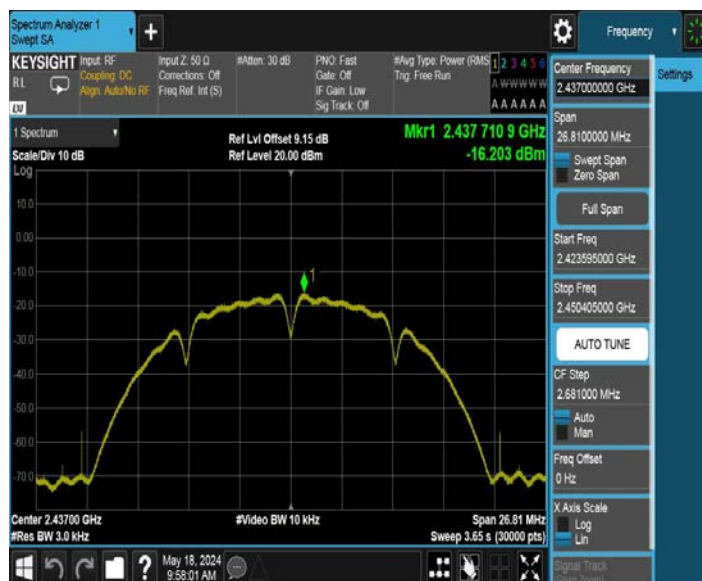 Spectrum Analyzer 1
Swept SA
+
Frequency
KEYSIGHT
RL
LXI
Input: RF
Coupling: DC
Align: Auto/No RF
Input Z: 50 Ω
Corrections: Off
Freq Ref: Int (S)
#Atten: 30 dB
PNO: Fast
Gate: Off
IF Gain: Low
Sig Track: Off
#Avg Type: Power (RMS
Trig: Free Run
1 2 3 4 5 6
A W W W W W
A A A A A A
Center Frequency
2.437000000 GHz
Settings
Span
26.8100000 MHz
Swept Span
Zero Span
Full Span
Start Freq
2.423595000 GHz
Stop Freq
2.450405000 GHz
AUTO TUNE
CF Step
2.681000 MHz
Auto
Man
Freq Offset
0 Hz
X Axis Scale
Log
Lin
Signal Track
1 Spectrum
Scale/Div 10 dB
Ref Lvl Offset 9.15 dB
Ref Level 20.00 dBm
Mkr1 2.437 710 9 GHz
-16.203 dBm
Log
10.0
0.00
-10.0
-20.0
-30.0
-40.0
-50.0
-60.0
-70.0
1
Center 2.43700 GHz
#Res BW 3.0 kHz
#Video BW 10 kHz
Span 26.81 MHz
Sweep 3.65 s (30000 pts)
?
May 18, 2024
9:58:01 AM